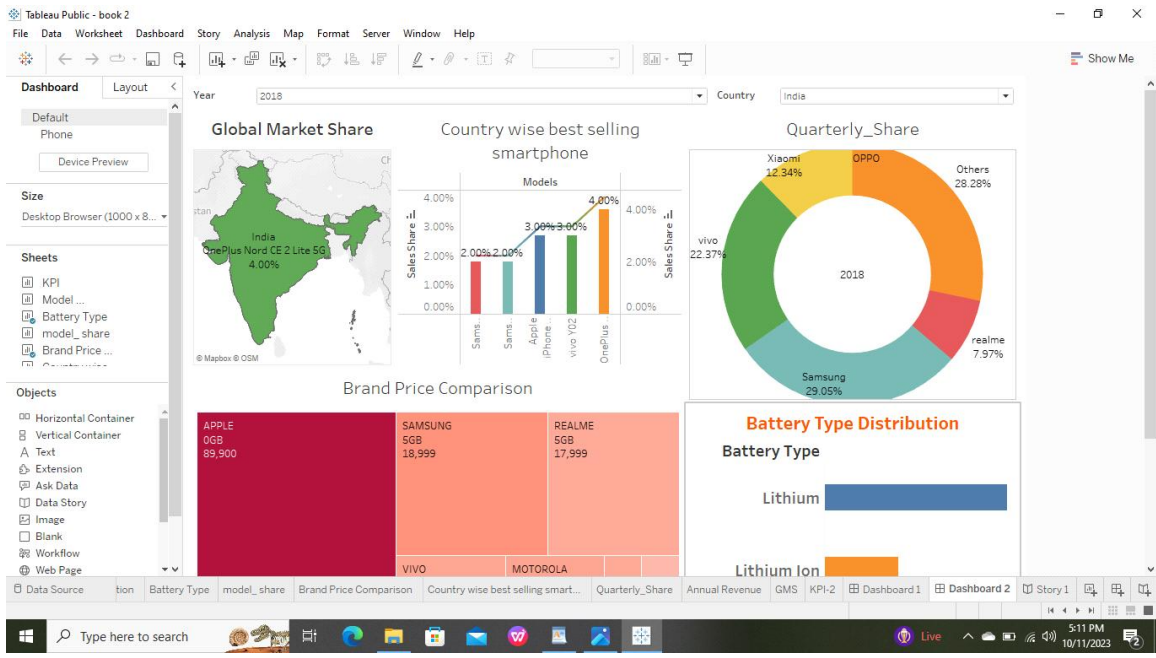 Tableau Public - book 2
File Data Worksheet Dashboard Story Analysis Map Format Server Window Help
Show Me
Dashboard Layout
Default
Phone
Device Preview
Size
Desktop Browser (1000 x 8...
Sheets
KPI
Model ...
Battery Type
model_share
Brand Price ...
Objects
Horizontal Container
Vertical Container
A Text
Extension
Ask Data
Data Story
Image
Blank
Workflow
Web Page
Year 2018 Country India
Global Market Share
stan
Ch
India
OnePlus Nord CE 2 Lite 5G
4.00%
© Mapbox © OSM
Country wise best selling
smartphone
Models
Sales Share
4.00%
3.00%
2.00%
1.00%
0.00%
2.00% 2.00% 3.00% 3.00% 4.00%
4.00%
2.00%
0.00%
Sales Share
Sams..
Sams..
Apple
iPhone..
vivo Y02
OnePlus ..
Quarterly_Share
Xiaomi
12.34%
OPPO
Others
28.28%
vivo
22.37%
2018
realme
7.97%
Samsung
29.05%
Brand Price Comparison
APPLE
0GB
89,900
SAMSUNG
5GB
18,999
REALME
5GB
17,999
VIVO
MOTOROLA
Battery Type Distribution
Battery Type
Lithium
Lithium Ion
Data Source tion Battery Type model_share Brand Price Comparison Country wise best selling smart... Quarterly_Share Annual Revenue GMS KPI-2 Dashboard 1 Dashboard 2 Story 1
Type here to search
Live
5:11 PM
10/11/2023
2